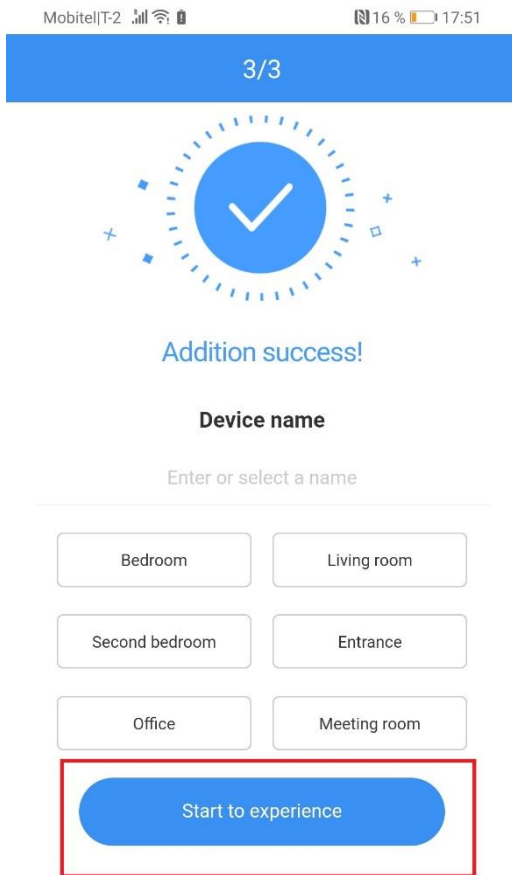 Mobitel|T-2 16 % 17:51
3/3
Addition success!
Device name
Enter or select a name
Bedroom Living room
Second bedroom Entrance
Office Meeting room
Start to experience